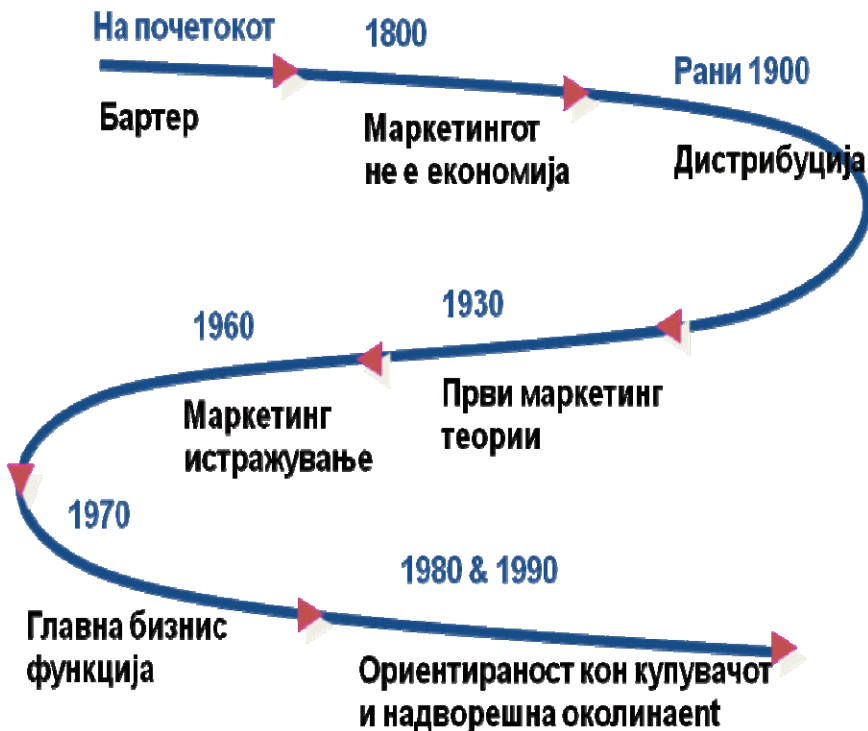 На почетокот
1800
Рани 1900
Бартер
Маркетингот
не е економија
Дистрибуција
1930
1960
Први маркетинг
теории
Маркетинг
истражување
1970
1980 & 1990
Главна бизнис
функција
Ориентираност кон купувачот
и надворешна околинаent